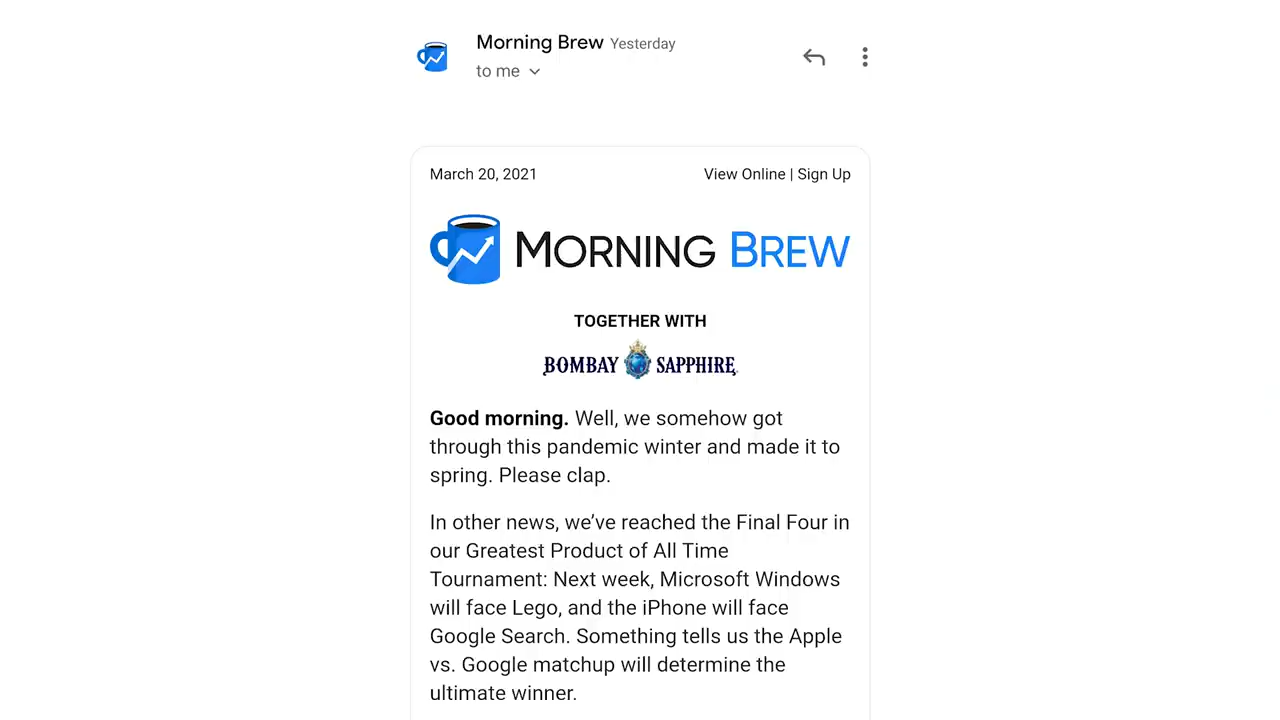 Morning Brew Yesterday
to me
March 20, 2021 View Online | Sign Up
MORNING BREW
TOGETHER WITH
BOMBAY SAPPHIRE
Good morning. Well, we somehow got
through this pandemic winter and made it to
spring. Please clap.
In other news, we’ve reached the Final Four in
our Greatest Product of All Time
Tournament: Next week, Microsoft Windows
will face Lego, and the iPhone will face
Google Search. Something tells us the Apple
vs. Google matchup will determine the
ultimate winner.